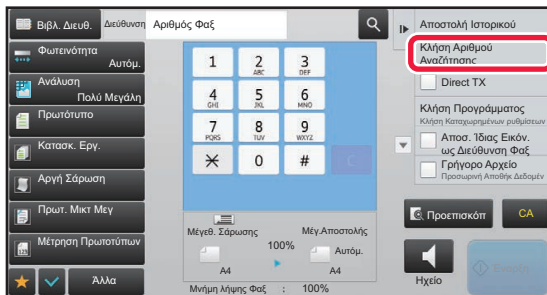 Βιβλ. Διευθ.
Διεύθυνση
Αριθμός Φαξ
Φωτεινότητα
Αυτόμ.
Ανάλυση
Πολύ Μεγάλη
Πρωτότυπο
Κατασκ. Εργ.
Αργή Σάρωση
Πρωτ. Μικτ Μεγ
Μέτρηση Πρωτοτύπων
Άλλα
1
2
ABC
3
DEF
4
GHI
5
JKL
6
MNO
7
PQRS
8
TUV
9
WXYZ
0
#
Μέγεθ. Σάρωσης
Μέγ.Αποστολής
100%
Αυτόμ.
A4
A4
Μνήμη λήψης Φαξ : 100%
Αποστολή Ιστορικού
Κλήση Αριθμού
Αναζήτησης
Direct TX
Κλήση Προγράμματος
Κλήση Καταχωρημένων ρυθμίσεων
Αποσ. Ίδιας Εικόν.
ως Διεύθυνση Φαξ
Γρήγορο Αρχείο
Προσωρινή Αποθήκ Δεδομέν
Προεπισκόπ
CA
Ηχείο
Έναρξη